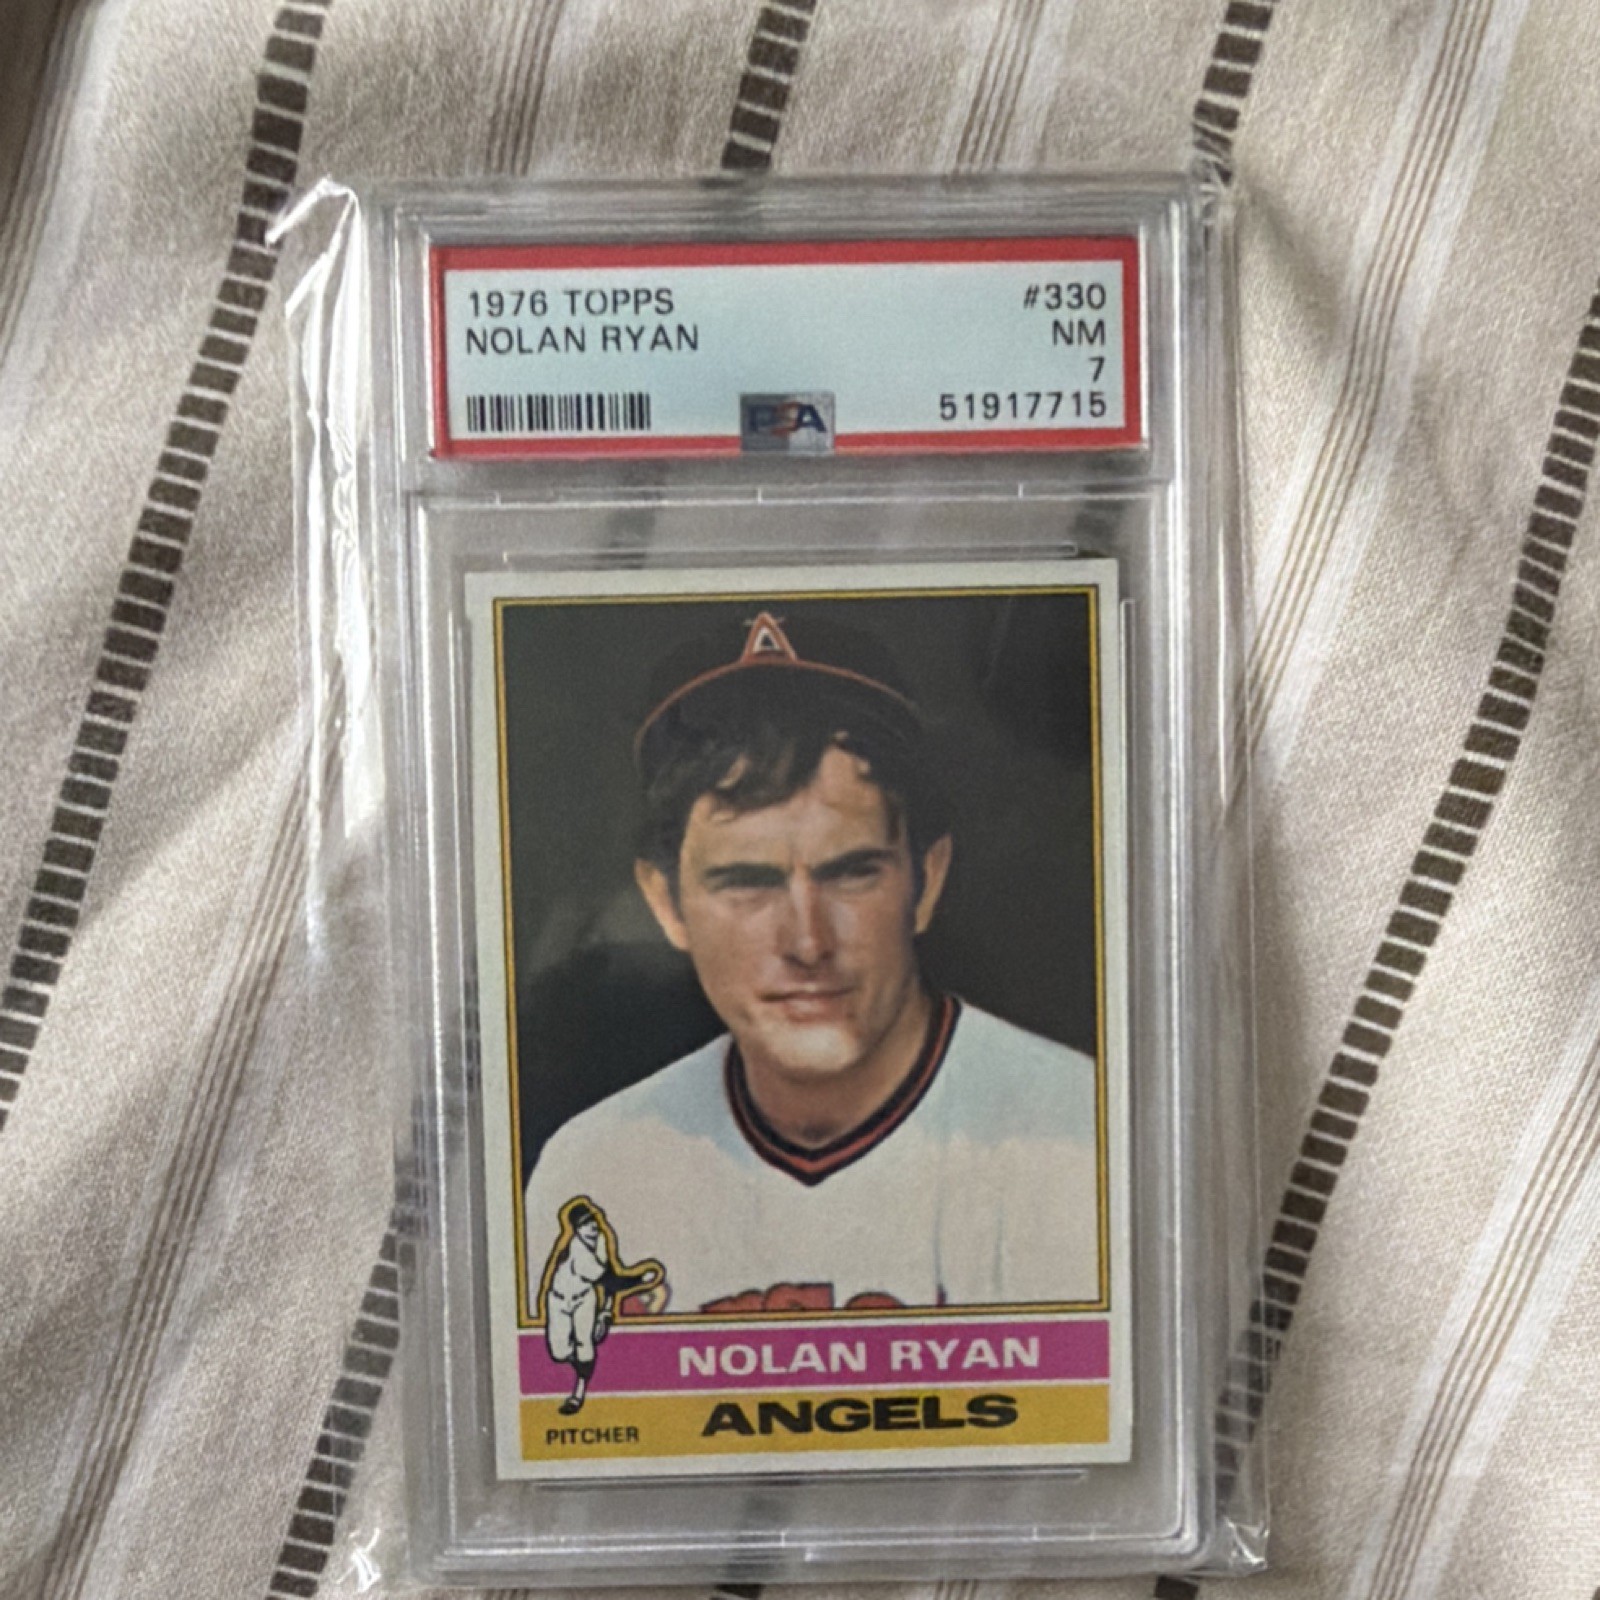 1976 TOPPS #330
NOLAN RYAN NM
7
PSA 51917715
A
NOLAN RYAN
ANGELS
PITCHER